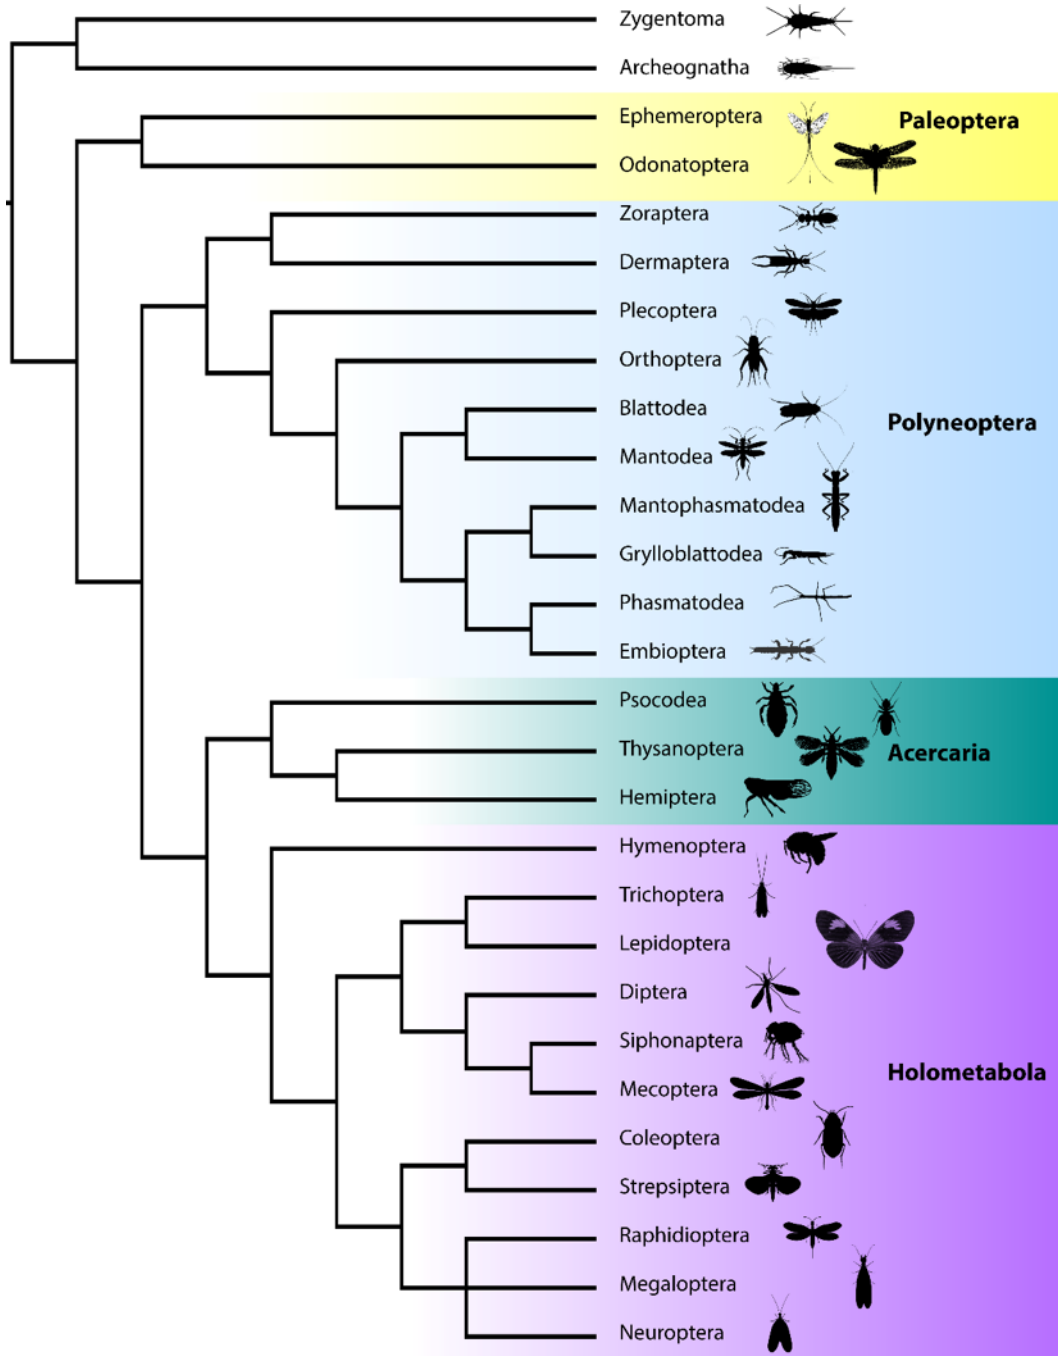 Zygentoma
Archeognatha
Ephemeroptera
Paleoptera
Odonatoptera
Zoraptera
Dermaptera
Plecoptera
Orthoptera
Blattodea
Polyneoptera
Mantodea
Mantophasmatodea
Grylloblattodea
Phasmatodea
Embioptera
Psocodea
Thysanoptera
Acercaria
Hemiptera
Hymenoptera
Trichoptera
Lepidoptera
Diptera
Siphonaptera
Holometabola
Mecoptera
Coleoptera
Strepsiptera
Raphidioptera
Megaloptera
Neuroptera